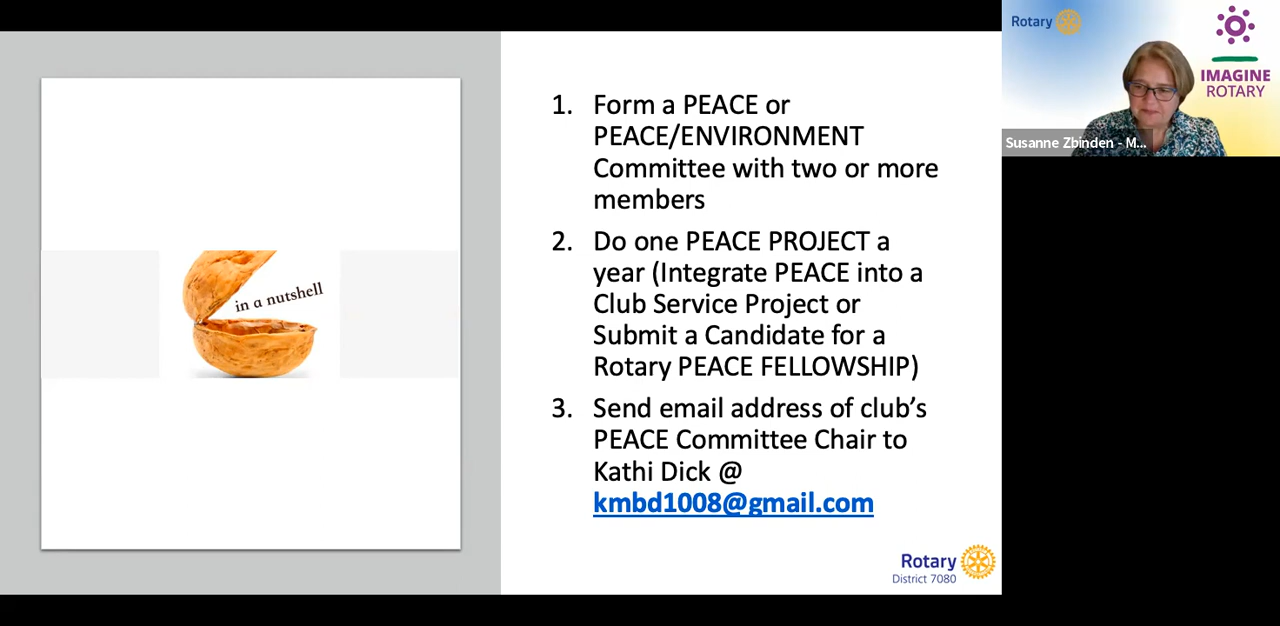 in a nutshell
1. Form a PEACE or
PEACE/ENVIRONMENT
Committee with two or more
members
2. Do one PEACE PROJECT a
year (Integrate PEACE into a
Club Service Project or
Submit a Candidate for a
Rotary PEACE FELLOWSHIP)
3. Send email address of club’s
PEACE Committee Chair to
Kathi Dick @
kmbd1008@gmail.com
Rotary
District 7080
Rotary
IMAGINE
ROTARY
Susanne Zbinden - M...